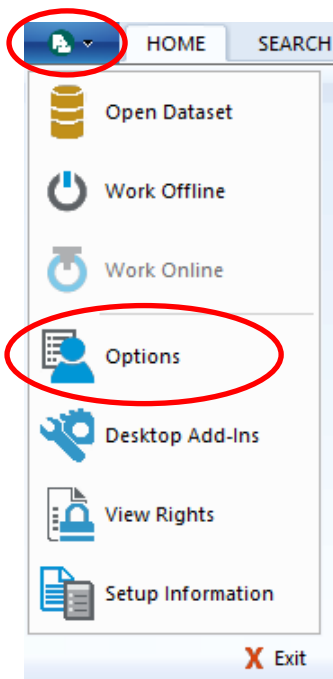 HOME SEARCH
Open Dataset
Work Offline
Work Online
Options
Desktop Add-Ins
View Rights
Setup Information
X Exit